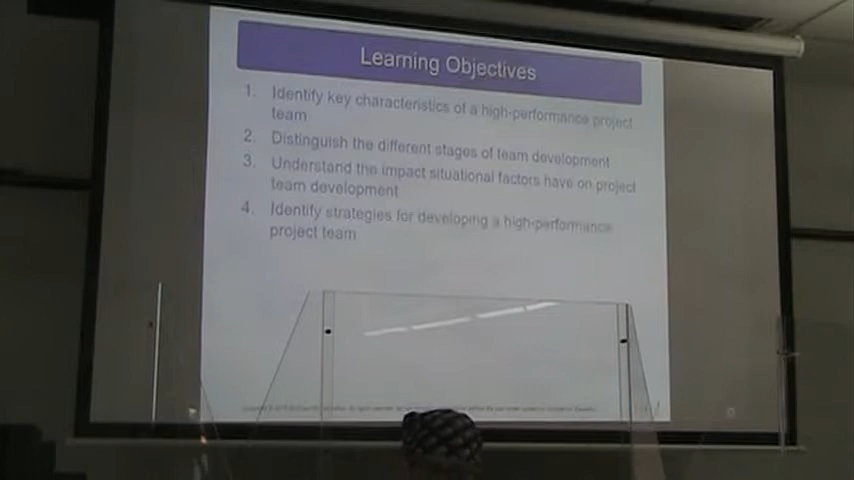 Learning Objectives
1. Identify key characteristics of a high-performance project
team
2. Distinguish the different stages of team development
3. Understand the impact situational factors have on project
team development
4. Identify strategies for developing a high-performance
project team